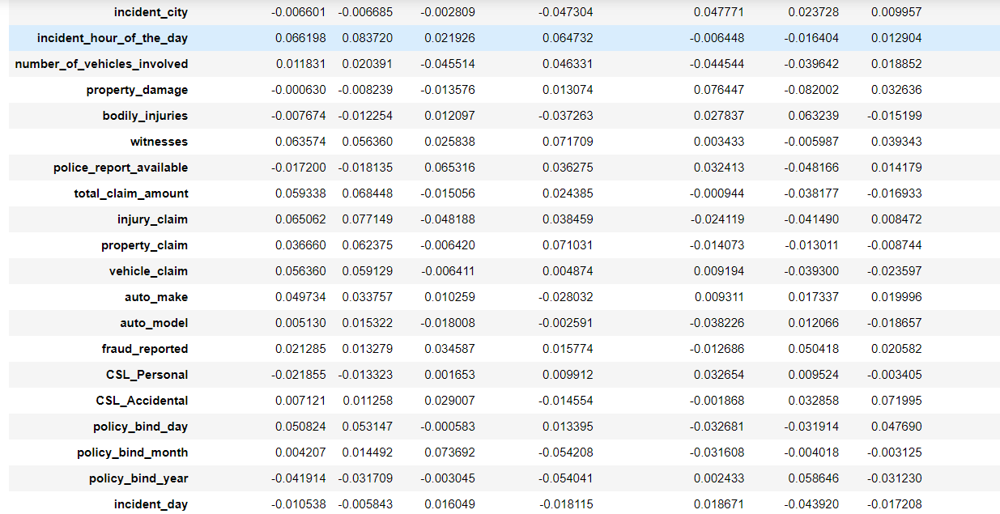 incident_city -0.006601 -0.006685 -0.002809 -0.047304 0.047771 0.023728 0.009957
incident_hour_of_the_day 0.066198 0.083720 0.021926 0.064732 -0.006448 -0.016404 0.012904
number_of_vehicles_involved 0.011831 0.020391 -0.045514 0.046331 -0.044544 -0.039642 0.018852
property_damage -0.000630 -0.008239 -0.013576 0.013074 0.076447 -0.082002 0.032636
bodily_injuries -0.007674 -0.012254 0.012097 -0.037263 0.027837 0.063239 -0.015199
witnesses 0.063574 0.056360 0.025838 0.071709 0.003433 -0.005987 0.039343
police_report_available -0.017200 -0.018135 0.065316 0.036275 0.032413 -0.048166 0.014179
total_claim_amount 0.059338 0.068448 -0.015056 0.024385 -0.000944 -0.038177 -0.016933
injury_claim 0.065062 0.077149 -0.048188 0.038459 -0.024119 -0.041490 0.008472
property_claim 0.036660 0.062375 -0.006420 0.071031 -0.014073 -0.013011 -0.008744
vehicle_claim 0.056360 0.059129 -0.006411 0.004874 0.009194 -0.039300 -0.023597
auto_make 0.049734 0.033757 0.010259 -0.028032 0.009311 0.017337 0.019996
auto_model 0.005130 0.015322 -0.018008 -0.002591 -0.038226 0.012066 -0.018657
fraud_reported 0.021285 0.013279 0.034587 0.015774 -0.012686 0.050418 0.020582
CSL_Personal -0.021855 -0.013323 0.001653 0.009912 0.032654 0.009524 -0.003405
CSL_Accidental 0.007121 0.011258 0.029007 -0.014554 -0.001868 0.032858 0.071995
policy_bind_day 0.050824 0.053147 -0.000583 0.013395 -0.032681 -0.031914 0.047690
policy_bind_month 0.004207 0.014492 0.073692 -0.054208 -0.031608 -0.004018 -0.003125
policy_bind_year -0.041914 -0.031709 -0.003045 -0.054041 0.002433 0.058646 -0.031230
incident_day -0.010538 -0.005843 0.016049 -0.018115 0.018671 -0.043920 -0.017208